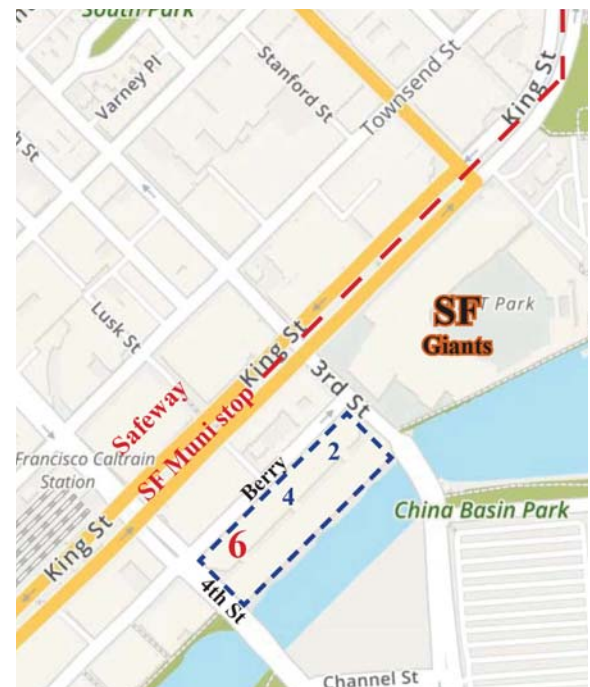 South Park
Varney Pl
Stanford St
Townsend St
King St
h St
Lusk St
SF
T Park
Giants
King St
3rd St
Safeway
SF Muni stop
Francisco Caltrain
Station
Berry
2
4
6
China Basin Park
King St
4th St
Channel St